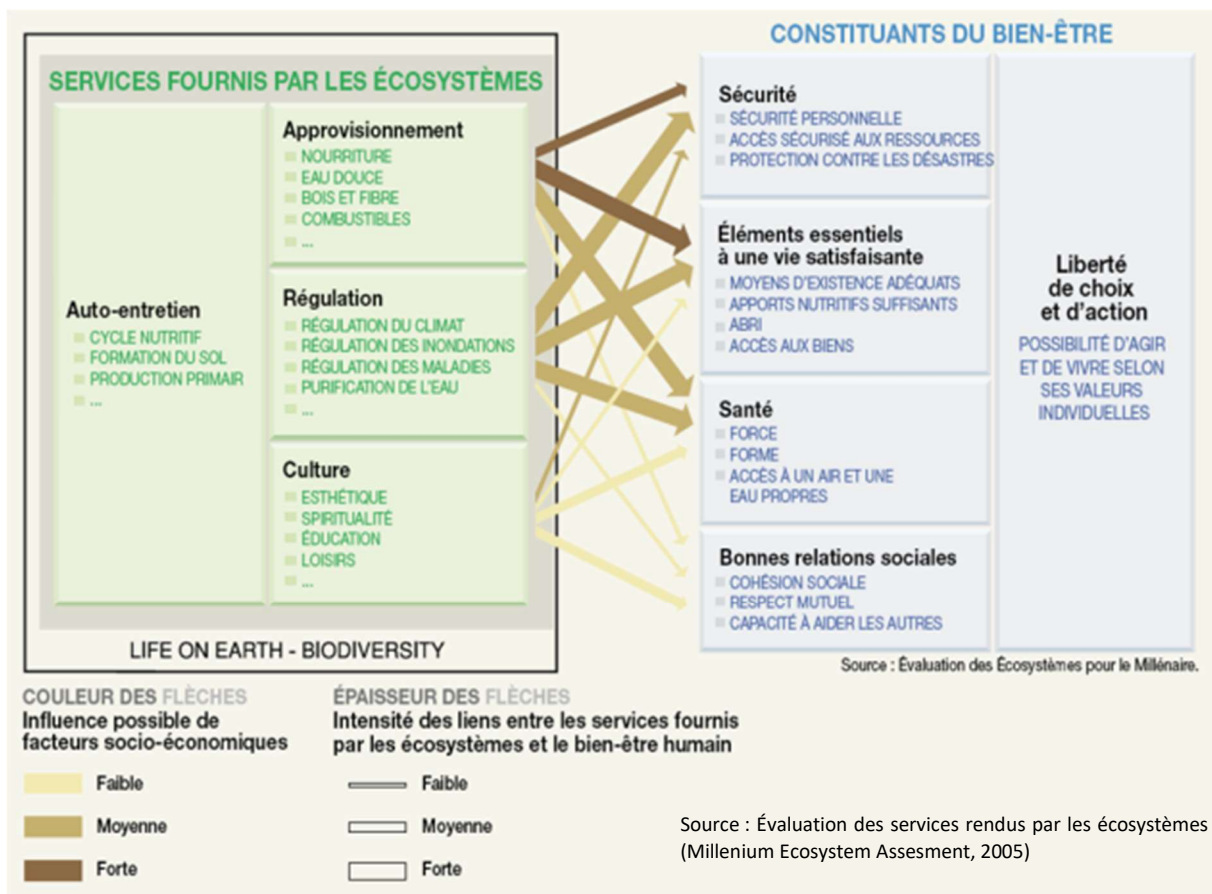 CONSTITUANTS DU BIEN-ÊTRE
SERVICES FOURNIS PAR LES ÉCOSYSTÈMES
Auto-entretien
CYCLE NUTRITIF
FORMATION DU SOL
PRODUCTION PRIMAIR
...
Approvisionnement
NOURRITURE
EAU DOUCE
BOIS ET FIBRE
COMBUSTIBLES
...
Régulation
RÉGULATION DU CLIMAT
RÉGULATION DES INONDATIONS
RÉGULATION DES MALADIES
PURIFICATION DE L'EAU
...
Culture
ESTHÉTIQUE
SPIRITUALITÉ
ÉDUCATION
LOISIRS
...
LIFE ON EARTH - BIODIVERSITY
Sécurité
SÉCURITÉ PERSONNELLE
ACCÈS SÉCURISÉ AUX RESSOURCES
PROTECTION CONTRE LES DÉSASTRES
Éléments essentiels
à une vie satisfaisante
MOYENS D'EXISTENCE ADÉQUATS
APPORTS NUTRITIFS SUFFISANTS
ABRI
ACCÈS AUX BIENS
Santé
FORCE
FORME
ACCÈS À UN AIR ET UNE
EAU PROPRES
Bonnes relations sociales
COHÉSION SOCIALE
RESPECT MUTUEL
CAPACITÉ À AIDER LES AUTRES
Liberté
de choix
et d'action
POSSIBILITÉ D'AGIR
ET DE VIVRE SELON
SES VALEURS
INDIVIDUELLES
Source : Évaluation des Écosystèmes pour le Millénaire.
COULEUR DES FLÈCHES
Influence possible de
facteurs socio-économiques
Faible
Moyenne
Forte
ÉPAISSEUR DES FLÈCHES
Intensité des liens entre les services fournis
par les écosystèmes et le bien-être humain
Faible
Moyenne
Forte
Source : Évaluation des services rendus par les écosystèmes
(Millenium Ecosystem Assesment, 2005)